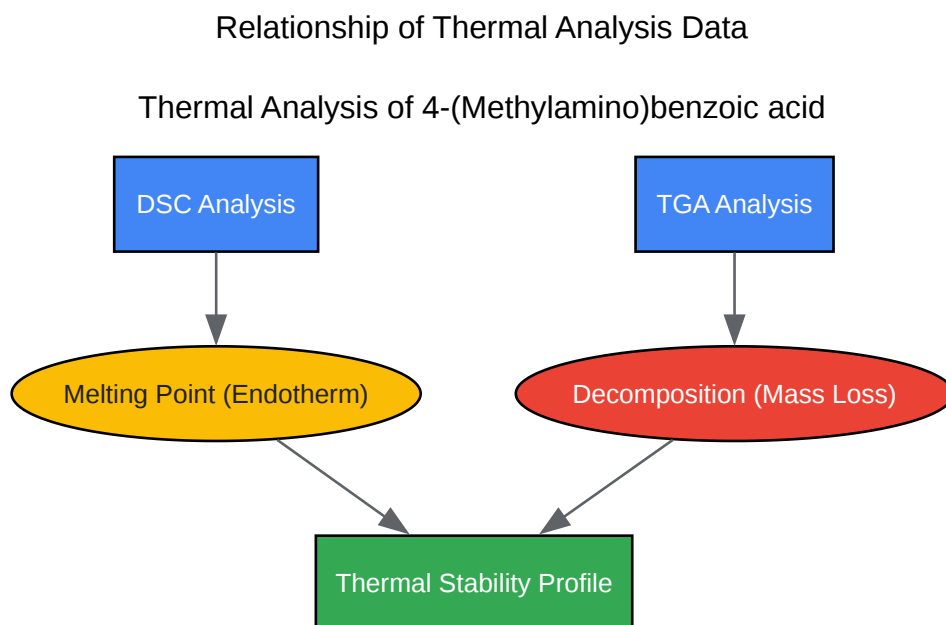 Relationship of Thermal Analysis Data
Thermal Analysis of 4-(Methylamino)benzoic acid
DSC Analysis
TGA Analysis
Melting Point (Endotherm)
Decomposition (Mass Loss)
Thermal Stability Profile